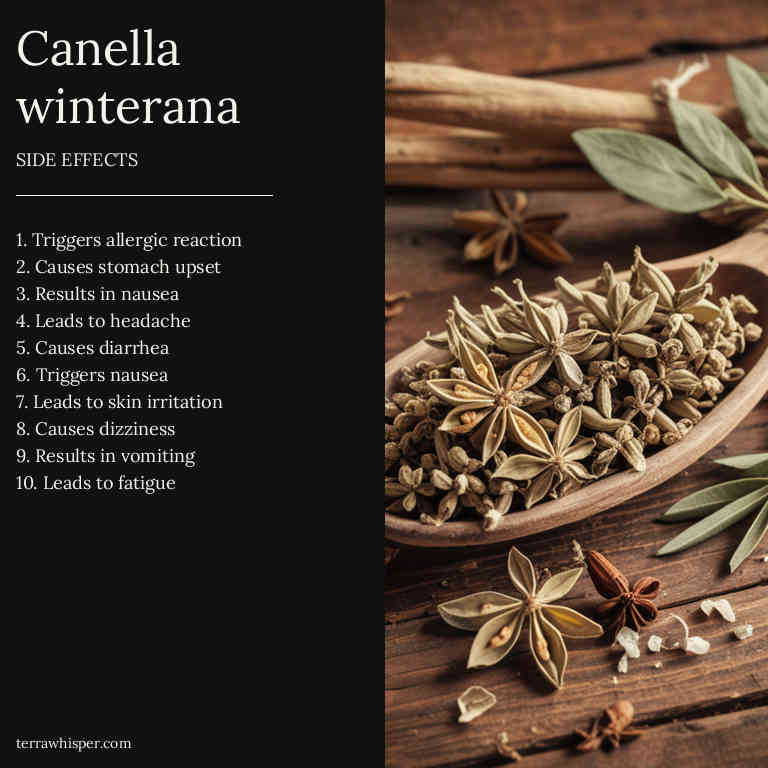 Canella
winterana
SIDE EFFECTS
1. Triggers allergic reaction
2. Causes stomach upset
3. Results in nausea
4. Leads to headache
5. Causes diarrhea
6. Triggers nausea
7. Leads to skin irritation
8. Causes dizziness
9. Results in vomiting
10. Leads to fatigue
terrawhisper.com